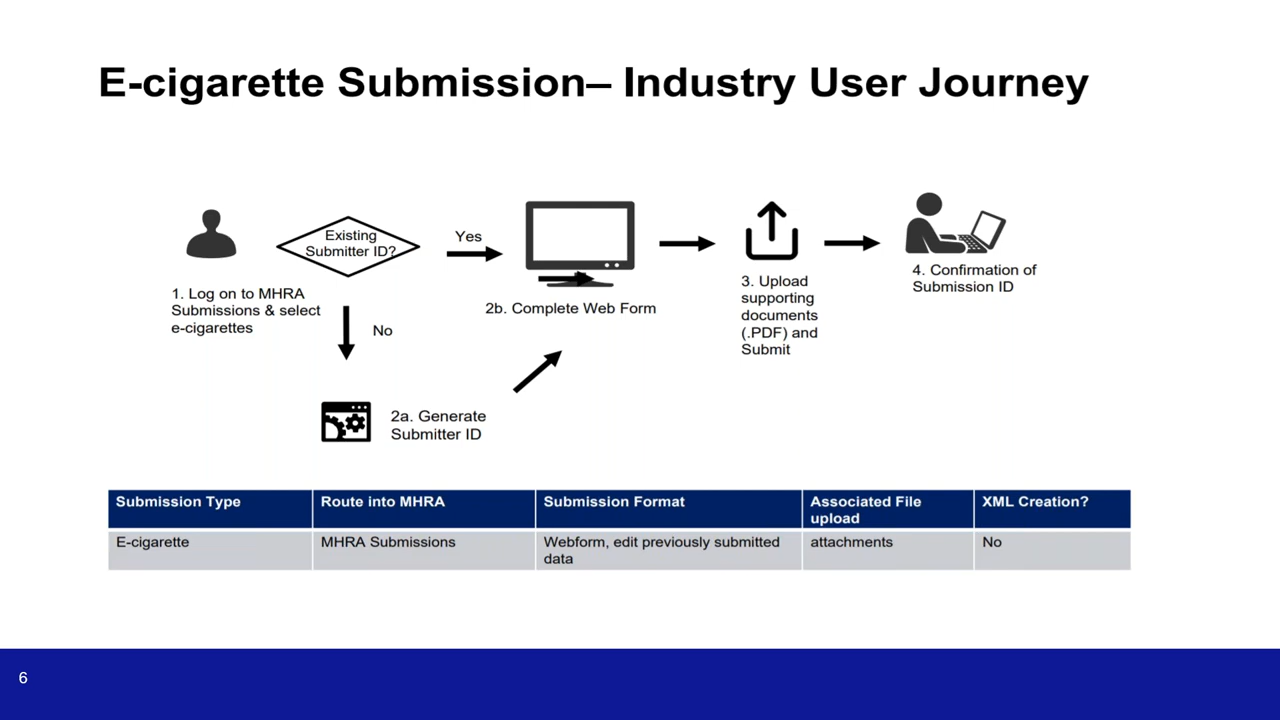 E-cigarette Submission– Industry User Journey
Existing
Submitter ID?
Yes
1. Log on to MHRA
Submissions & select
e-cigarettes
No
2a. Generate
Submitter ID
2b. Complete Web Form
3. Upload
supporting
documents
(.PDF) and
Submit
4. Confirmation of
Submission ID
Submission Type
Route into MHRA
Submission Format
Associated File
upload
XML Creation?
E-cigarette
MHRA Submissions
Webform, edit previously submitted
data
attachments
No
6